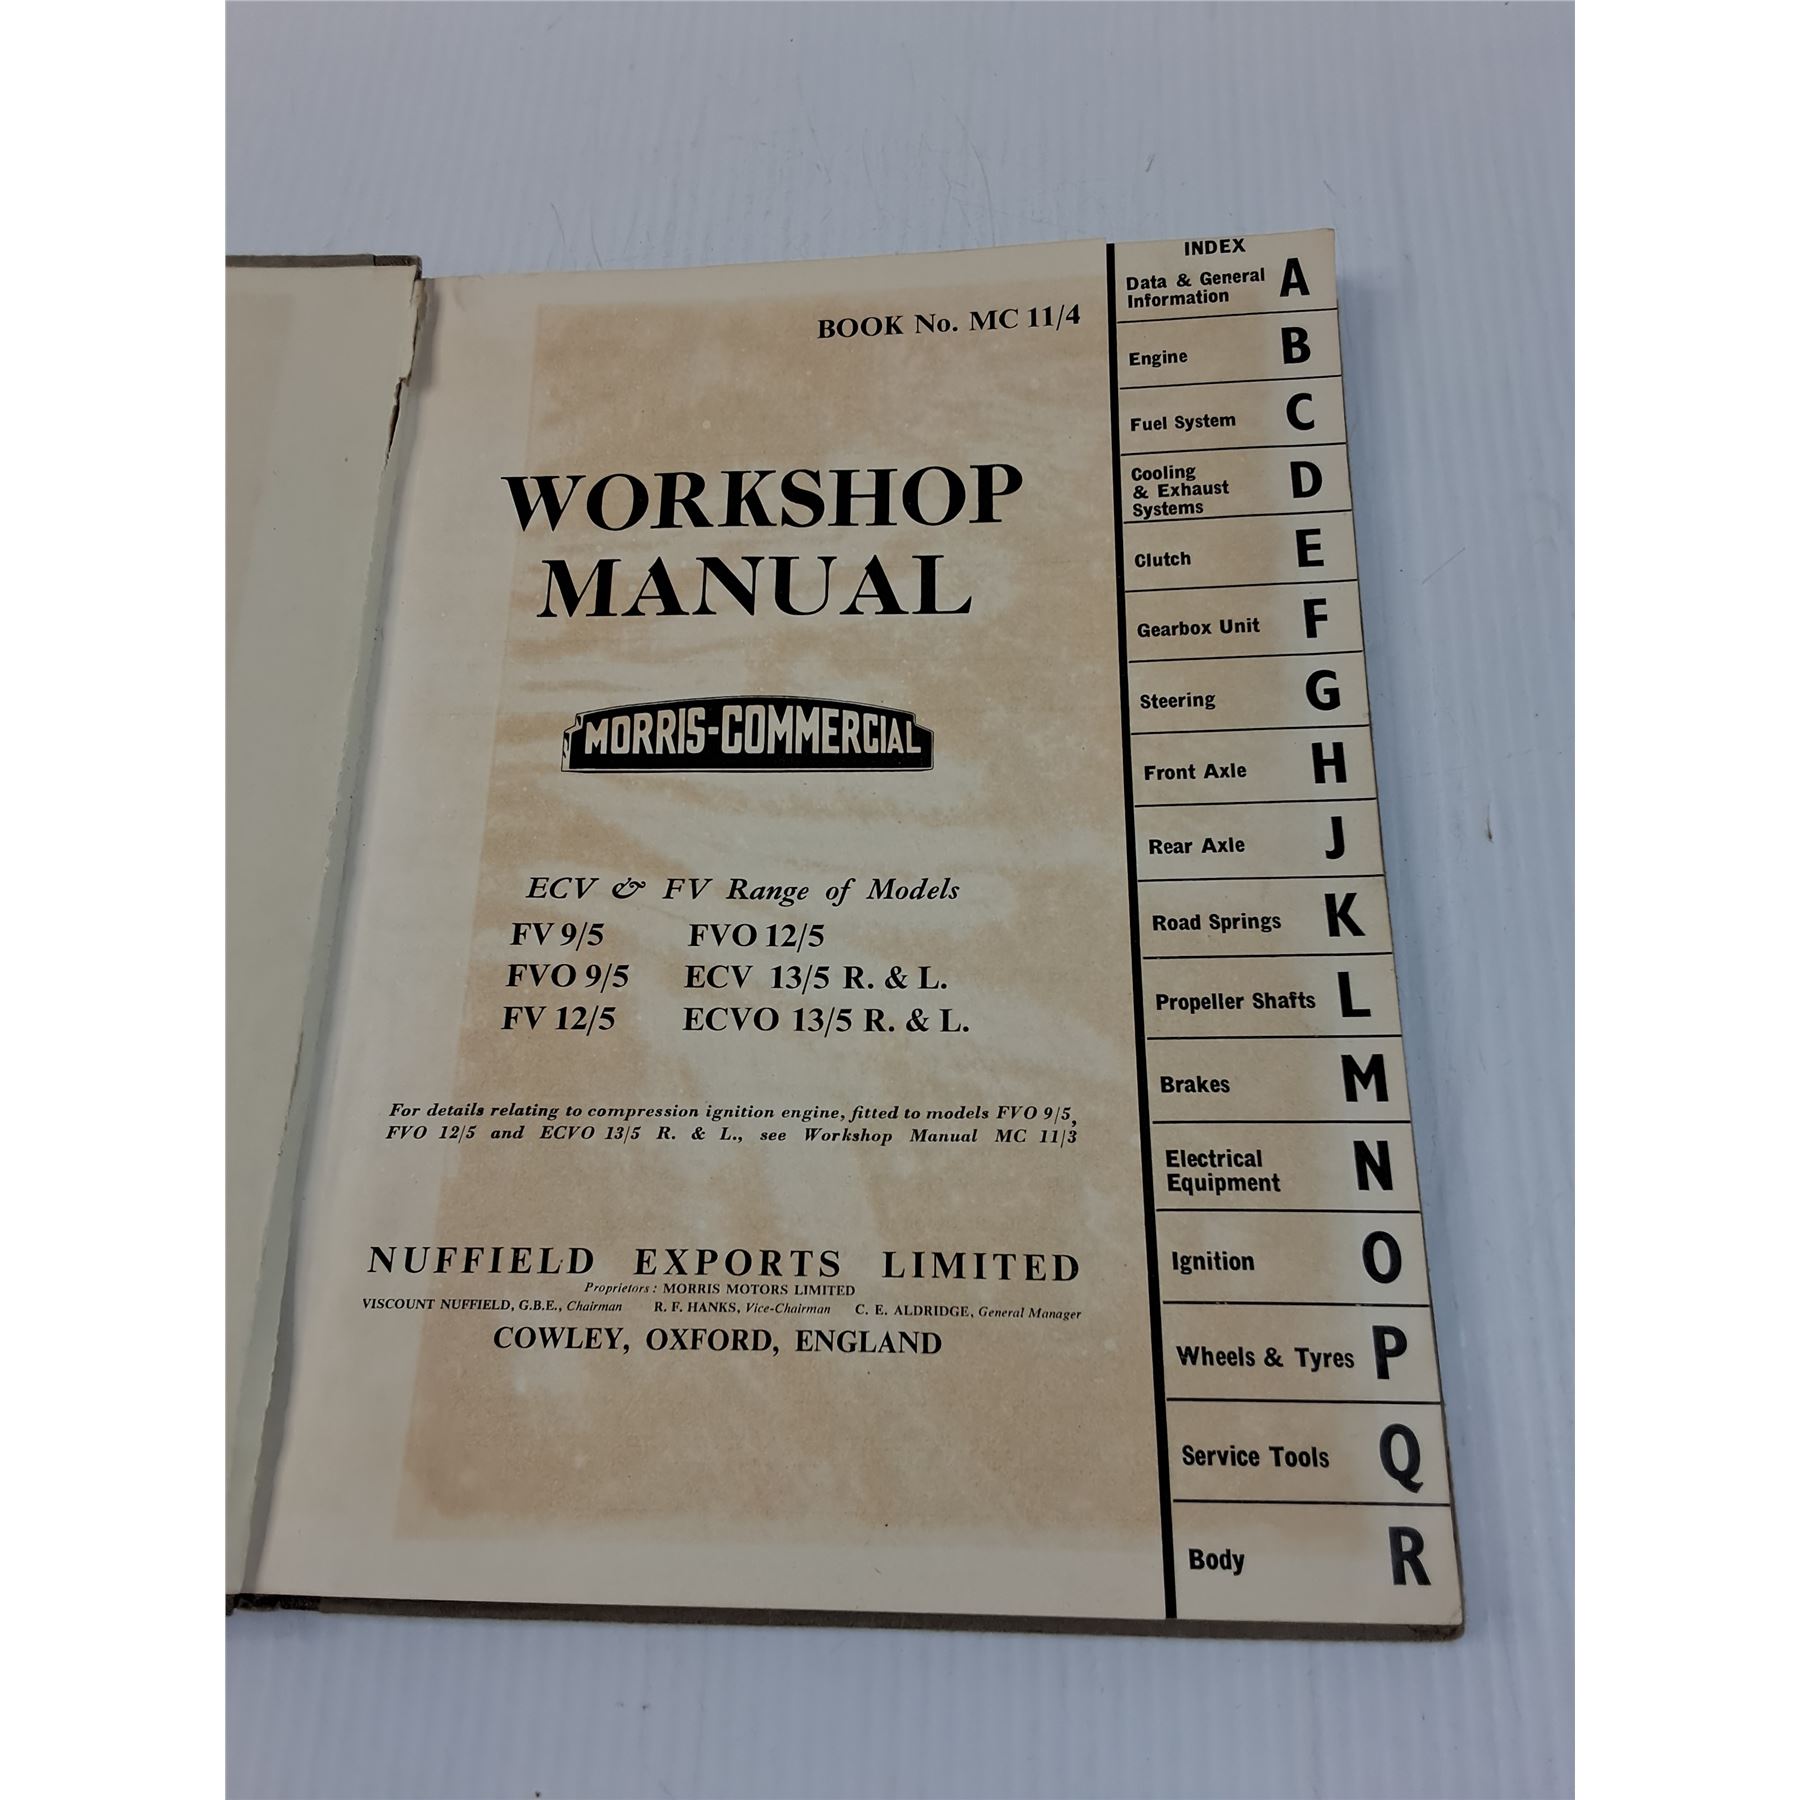 BOOK No. MC 11/4
WORKSHOP
MANUAL
MORRIS-COMMERCIAL
ECV & FV Range of Models
FV 9/5 FVO 12/5
FVO 9/5 ECV 13/5 R. & L.
FV 12/5 ECVO 13/5 R. & L.
For details relating to compression ignition engine, fitted to models FVO 9/5,
FVO 12/5 and ECVO 13/5 R. & L., see Workshop Manual MC 11/3
NUFFIELD EXPORTS LIMITED
Proprietors: MORRIS MOTORS LIMITED
VISCOUNT NUFFIELD, G.B.E., Chairman R. F. HANKS, Vice-Chairman C. E. ALDRIDGE, General Manager
COWLEY, OXFORD, ENGLAND
INDEX
Data & General
Information A
Engine B
Fuel System C
Cooling
& Exhaust
Systems D
Clutch E
Gearbox Unit F
Steering G
Front Axle H
Rear Axle J
Road Springs K
Propeller Shafts L
Brakes M
Electrical
Equipment N
Ignition O
Wheels & Tyres P
Service Tools Q
Body R